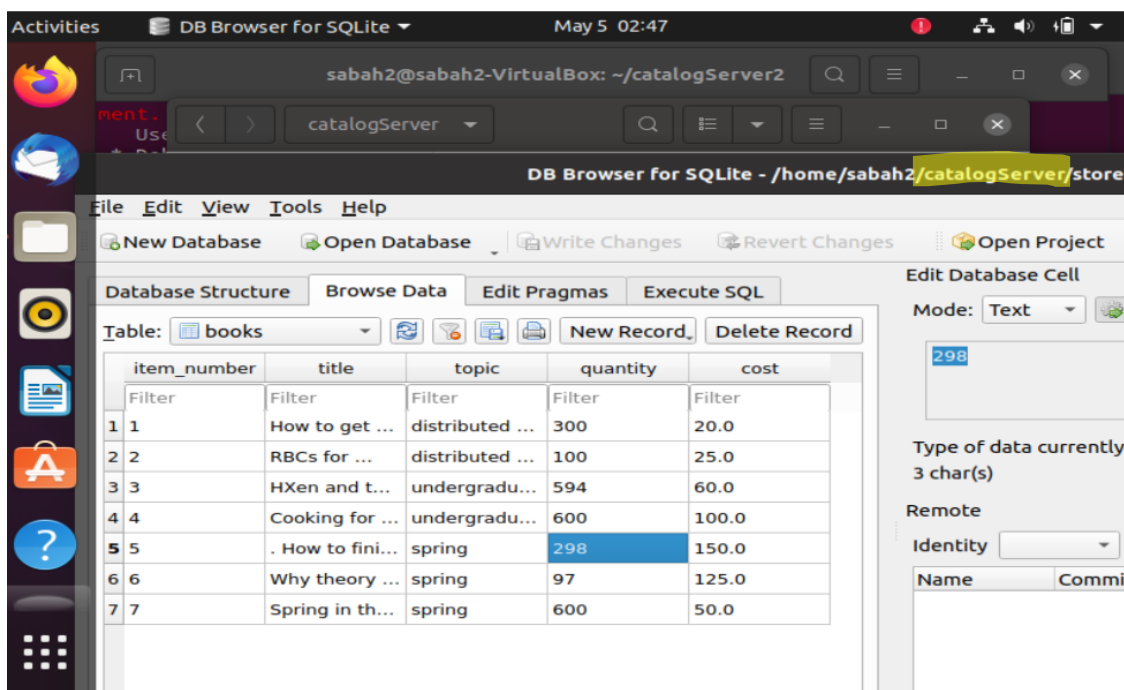 Activities DB Browser for SQLite May 5 02:47
sabah2@sabah2-VirtualBox: ~/catalogServer2
ment.
Use
catalogServer
DB Browser for SQLite - /home/sabah2/catalogServer/store
File Edit View Tools Help
New Database Open Database Write Changes Revert Changes Open Project
Edit Database Cell
Database Structure Browse Data Edit Pragmas Execute SQL
Mode: Text
Table: books New Record Delete Record
298
item_number title topic quantity cost
Filter Filter Filter Filter Filter
1 1 How to get ... distributed ... 300 20.0
2 2 RBCs for ... distributed ... 100 25.0
3 3 HXen and t... undergradu... 594 60.0
4 4 Cooking for ... undergradu... 600 100.0
5 5 . How to fini... spring 298 150.0
6 6 Why theory ... spring 97 125.0
7 7 Spring in th... spring 600 50.0
Type of data currently
3 char(s)
Remote
Identity
Name Commi